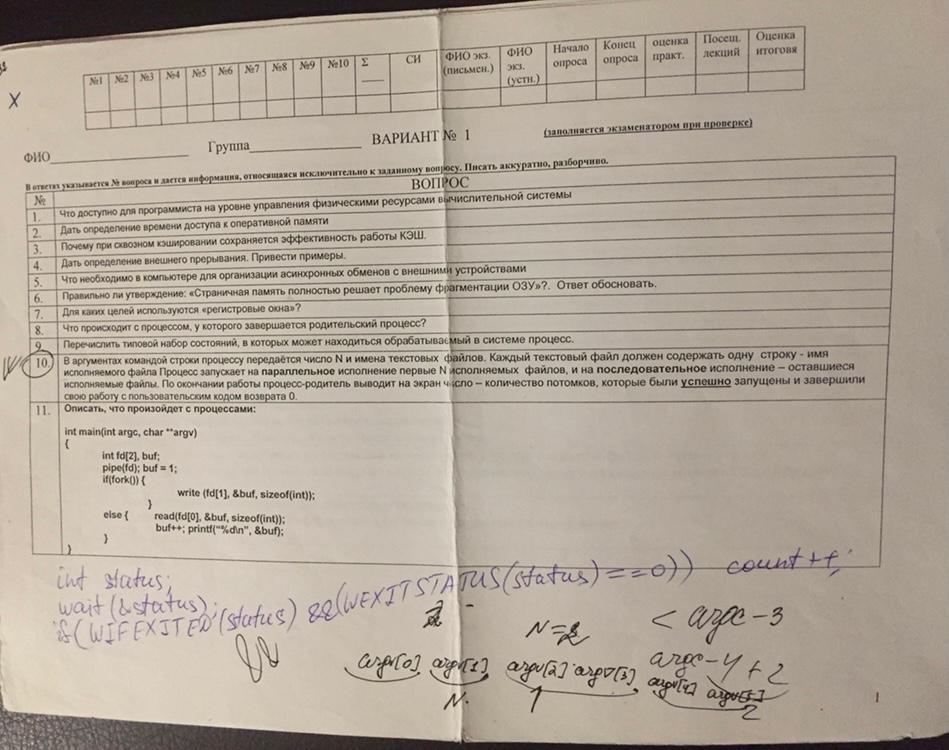 №1 №2 №3 №4 №5 №6 №7 №8 №9 №10 Σ СИ ФИО экз. (письмен.) ФИО экз. (устн.) Начало опроса Конец опроса оценка практ. Посещ. лекций Оценка итоговя
X
ФИО Группа ВАРИАНТ № 1 (заполняется экзаменатором при проверке)
В ответах указывается № вопроса и дается информация, относящаяся исключительно к заданному вопросу. Писать аккуратно, разборчиво.
№ ВОПРОС
1. Что доступно для программиста на уровне управления физическими ресурсами вычислительной системы
2. Дать определение времени доступа к оперативной памяти
3. Почему при сквозном кэшировании сохраняется эффективность работы КЭШ.
4. Дать определение внешнего прерывания. Привести примеры.
5. Что необходимо в компьютере для организации асинхронных обменов с внешними устройствами
6. Правильно ли утверждение: «Страничная память полностью решает проблему фрагментации ОЗУ»?. Ответ обосновать.
7. Для каких целей используются «регистровые окна»?
8. Что происходит с процессом, у которого завершается родительский процесс?
9. Перечислить типовой набор состояний, в которых может находиться обрабатываемый в системе процесс.
10. В аргументах командой строки процессу передаётся число N и имена текстовых файлов. Каждый текстовый файл должен содержать одну строку - имя
исполняемого файла Процесс запускает на параллельное исполнение первые N исполняемых файлов, и на последовательное исполнение – оставшиеся
исполняемые файлы. По окончании работы процесс-родитель выводит на экран число – количество потомков, которые были успешно запущены и завершили
свою работу с пользовательским кодом возврата 0.
11. Описать, что произойдет с процессами:
int main(int argc, char **argv)
{
int fd[2], buf;
pipe(fd); buf = 1;
if(fork()) {
write (fd[1], &buf, sizeof(int));
}
else { read(fd[0], &buf, sizeof(int));
buf++; printf("%d\n", &buf);
}
}
int status;
wait(&status);
if(WIFEXITED(status) &&(WEXITSTATUS(status)==0)) count++;
N=2 < argc-3
argc-4+2
argv[0] argv[1] argv[2] argv[3] argv[4] argv[5]
N. 1 2
1